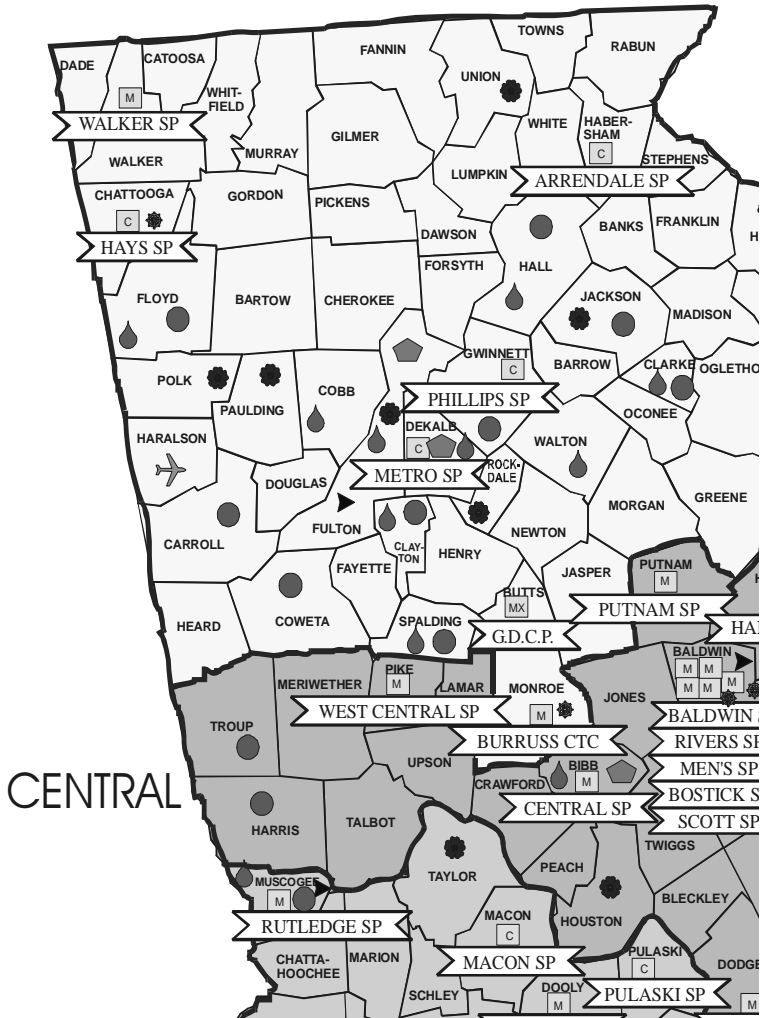 TOWNS
RABUN
FANNIN
CATOOSA
DADE
UNION
WHIT-
FIELD
M
WHITE
HABER-
SHAM
WALKER SP
GILMER
C
WALKER
MURRAY
STEPHENS
LUMPKIN
ARRENDALE SP
CHATTOOGA
GORDON
PICKENS
C
BANKS
FRANKLIN
DAWSON
H
HAYS SP
FORSYTH
HALL
FLOYD
BARTOW
CHEROKEE
JACKSON
MADISON
GWINNETT
C
BARROW
CLARKE
OGLETHO
POLK
COBB
PHILLIPS SP
PAULDING
OCONEE
DEKALB
HARALSON
C
WALTON
METRO SP
ROCK-
DALE
DOUGLAS
GREENE
MORGAN
FULTON
NEWTON
CARROLL
CLAY-
TON
HENRY
FAYETTE
JASPER
PUTNAM
M
BUTTS
MX
PUTNAM SP
HEARD
COWETA
SPALDING
G.D.C.P.
HA
BALDWIN
PIKE
M
M
M
M
M
M
MERIWETHER
LAMAR
MONROE
JONES
WEST CENTRAL SP
M
BALDWIN S
TROUP
BURRUSS CTC
RIVERS SP
UPSON
BIBB
MEN'S SP
CRAWFORD
M
CENTRAL
BOSTICK S
CENTRAL SP
HARRIS
TALBOT
SCOTT SP
TWIGGS
PEACH
TAYLOR
MUSCOGEE
M
BLECKLEY
MACON
HOUSTON
RUTLEDGE SP
C
PULASKI
CHATTA-
HOOCHEE
MARION
MACON SP
C
DODGE
DOOLY
SCHLEY
M
PULASKI SP
M